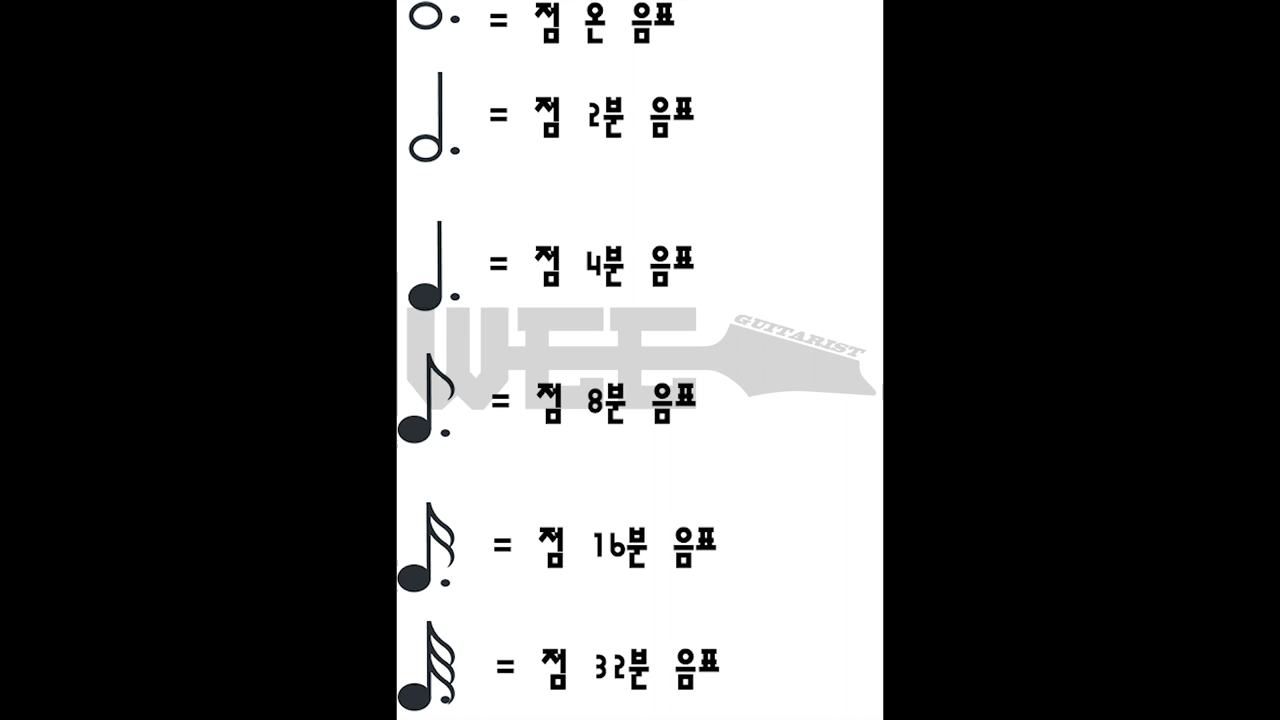 = 점 온 음표
= 점 2분 음표
= 점 4분 음표
WEE GUITARIST
= 점 8분 음표
= 점 16분 음표
= 점 32분 음표